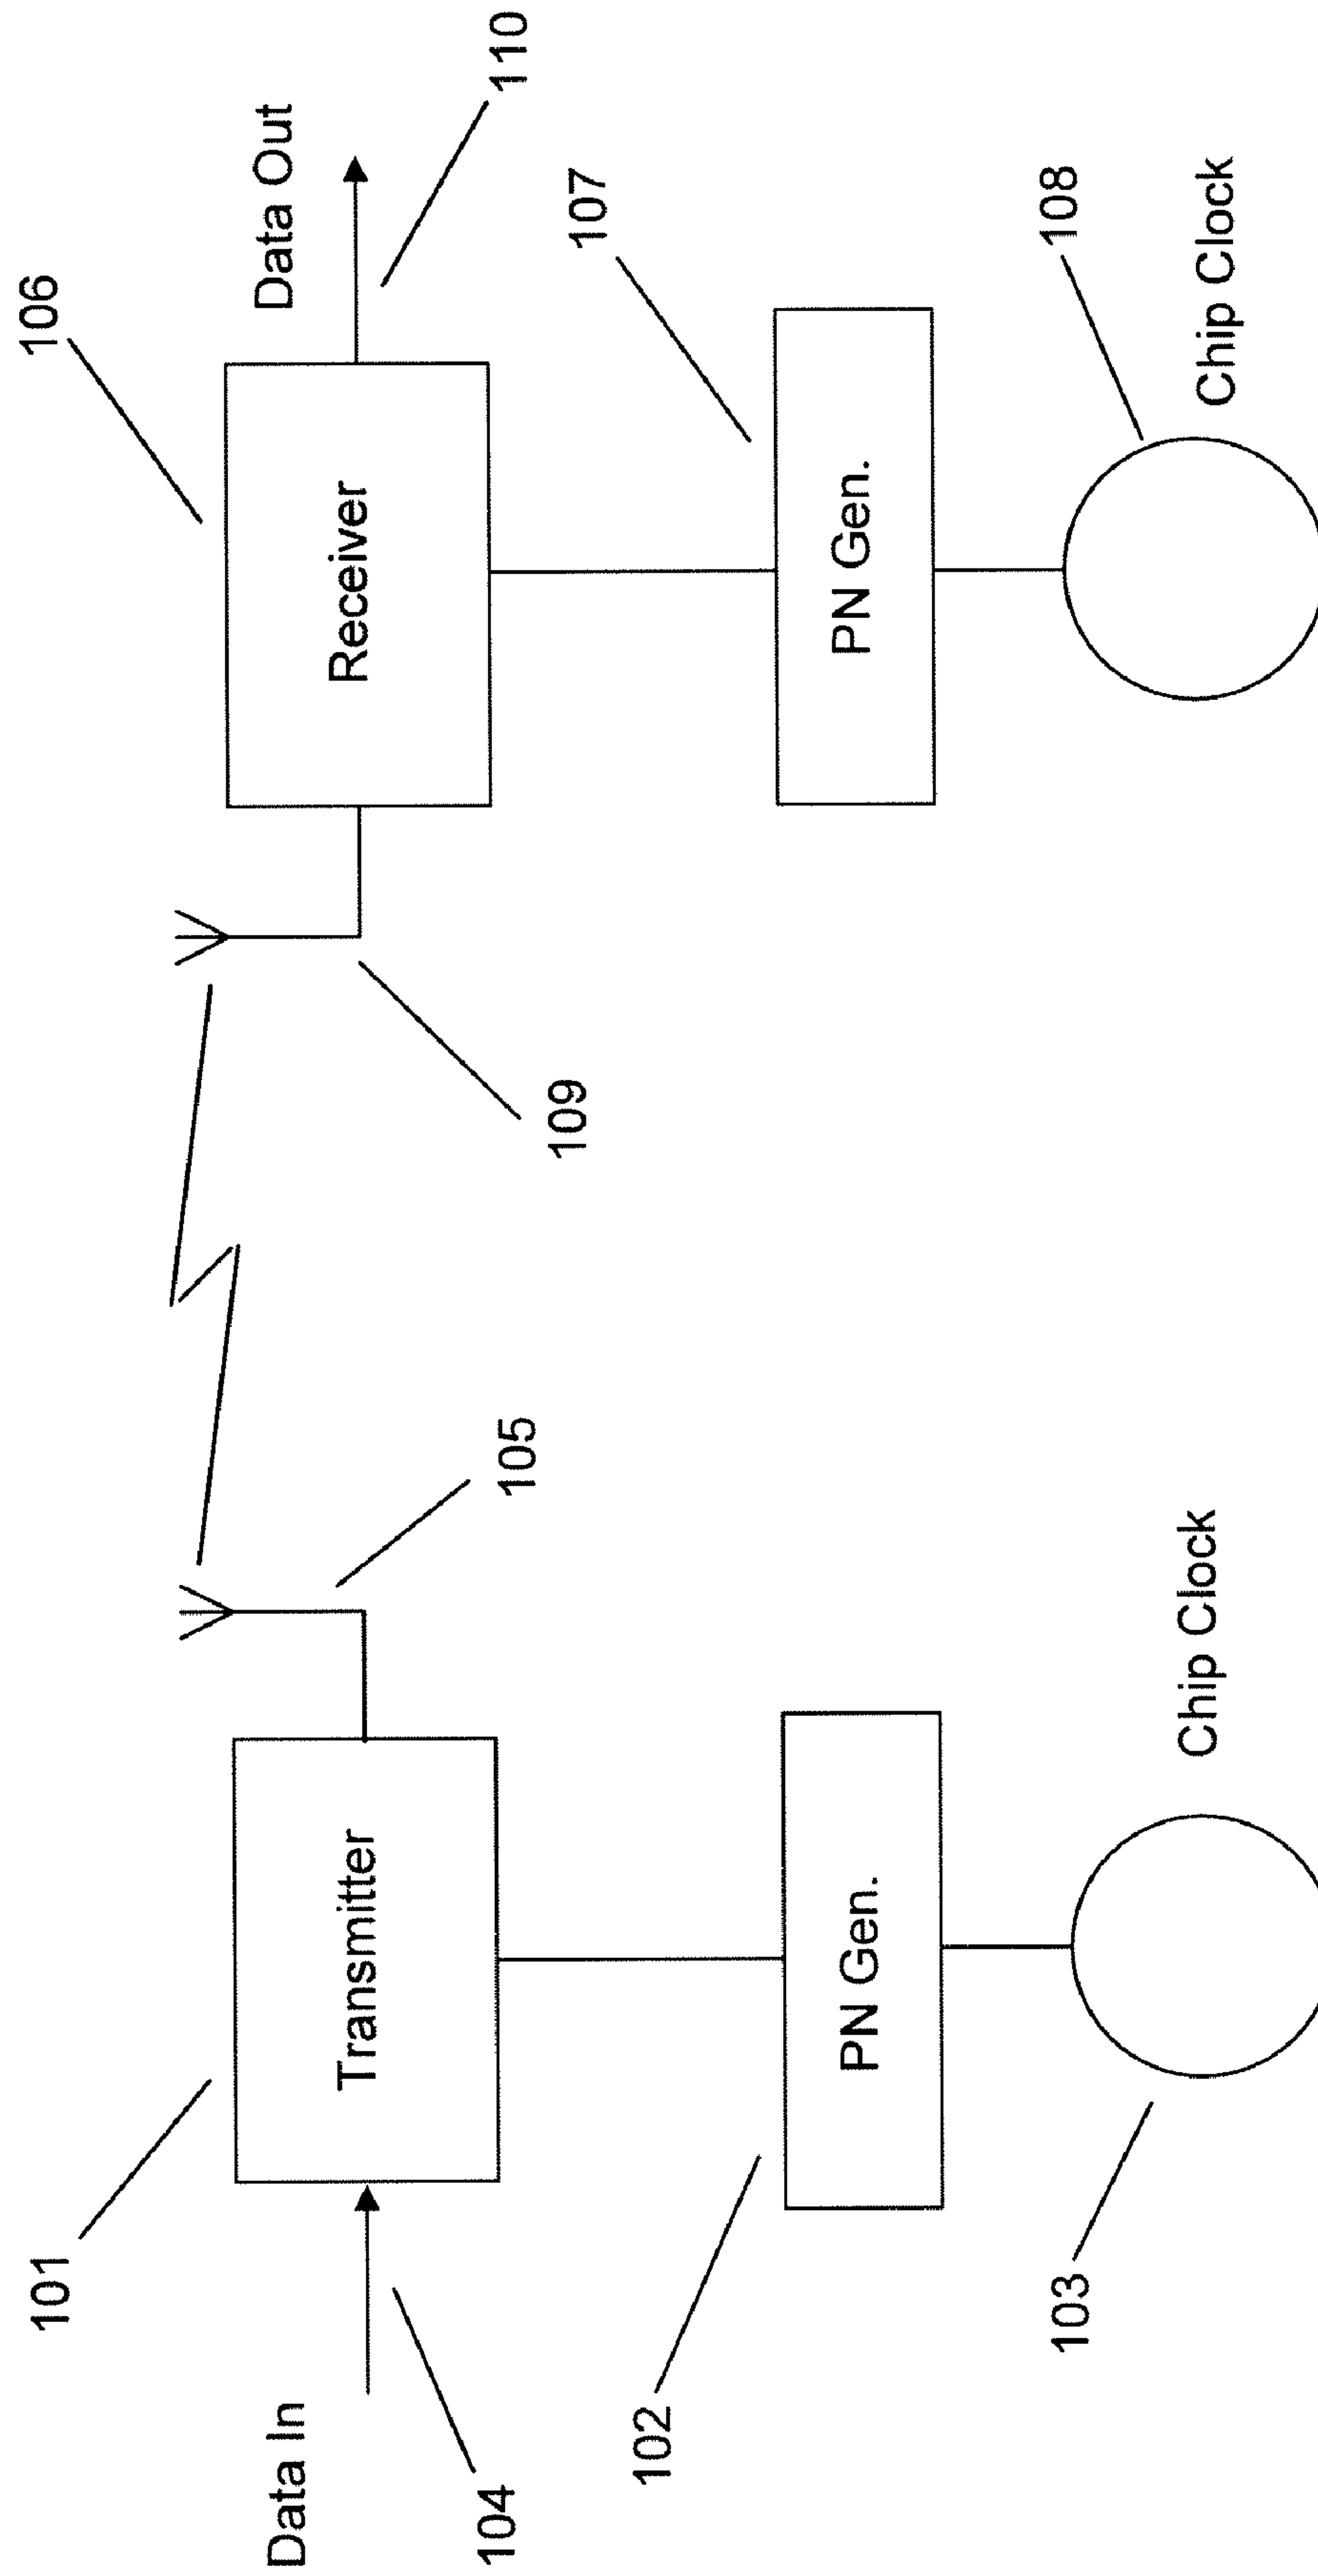 101
Data In
104
Transmitter
105
102
PN Gen.
103
Chip Clock
106
Data Out
110
Receiver
109
107
PN Gen.
108
Chip Clock